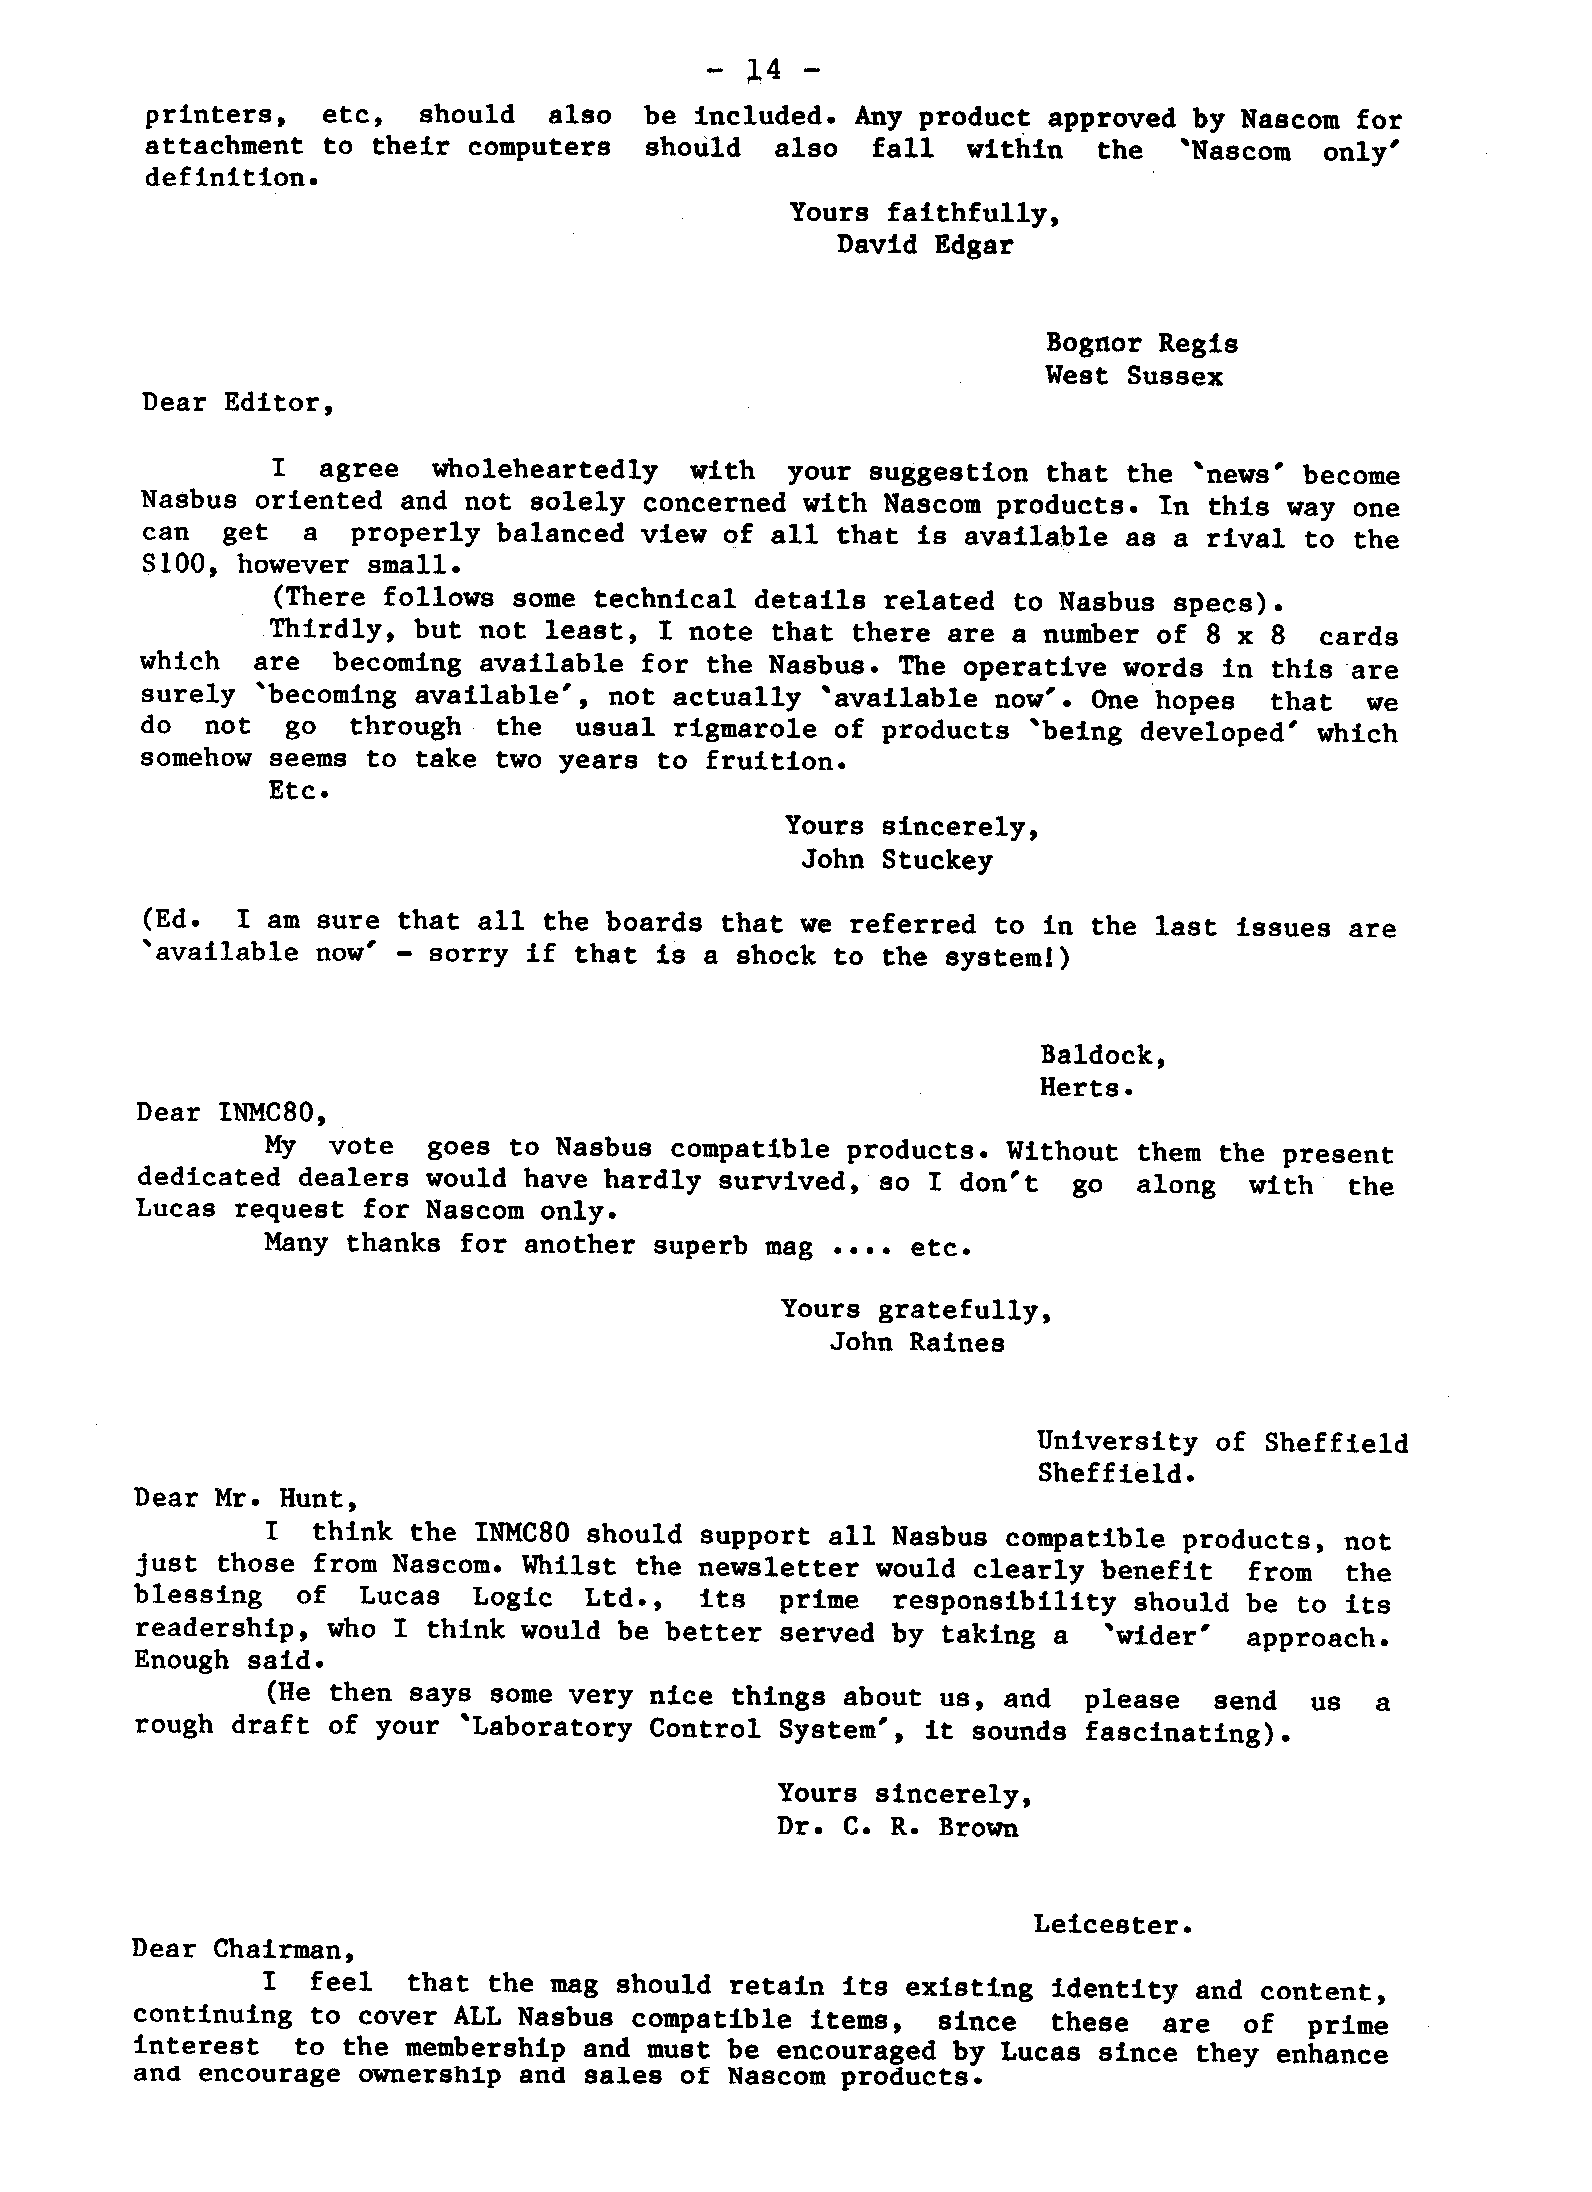 - 14 -
printers, etc, should also be included. Any product approved by Nascom for
attachment to their computers should also fall within the `Nascom only'
definition.
Yours faithfully,
David Edgar
Bognor Regis
West Sussex
Dear Editor,
I agree wholeheartedly with your suggestion that the `news' become
Nasbus oriented and not solely concerned with Nascom products. In this way one
can get a properly balanced view of all that is available as a rival to the
S100, however small.
(There follows some technical details related to Nasbus specs).
Thirdly, but not least, I note that there are a number of 8 x 8 cards
which are becoming available for the Nasbus. The operative words in this are
surely `becoming available', not actually `available now'. One hopes that we
do not go through the usual rigmarole of products `being developed' which
somehow seems to take two years to fruition.
Etc.
Yours sincerely,
John Stuckey
(Ed. I am sure that all the boards that we referred to in the last issues are
`available now' - sorry if that is a shock to the system!)
Baldock,
Herts.
Dear INMC80,
My vote goes to Nasbus compatible products. Without them the present
dedicated dealers would have hardly survived, so I don't go along with the
Lucas request for Nascom only.
Many thanks for another superb mag .... etc.
Yours gratefully,
John Raines
University of Sheffield
Sheffield.
Dear Mr. Hunt,
I think the INMC80 should support all Nasbus compatible products, not
just those from Nascom. Whilst the newsletter would clearly benefit from the
blessing of Lucas Logic Ltd., its prime responsibility should be to its
readership, who I think would be better served by taking a `wider' approach.
Enough said.
(He then says some very nice things about us, and please send us a
rough draft of your `Laboratory Control System', it sounds fascinating).
Yours sincerely,
Dr. C. R. Brown
Leicester.
Dear Chairman,
I feel that the mag should retain its existing identity and content,
continuing to cover ALL Nasbus compatible items, since these are of prime
interest to the membership and must be encouraged by Lucas since they enhance
and encourage ownership and sales of Nascom products.